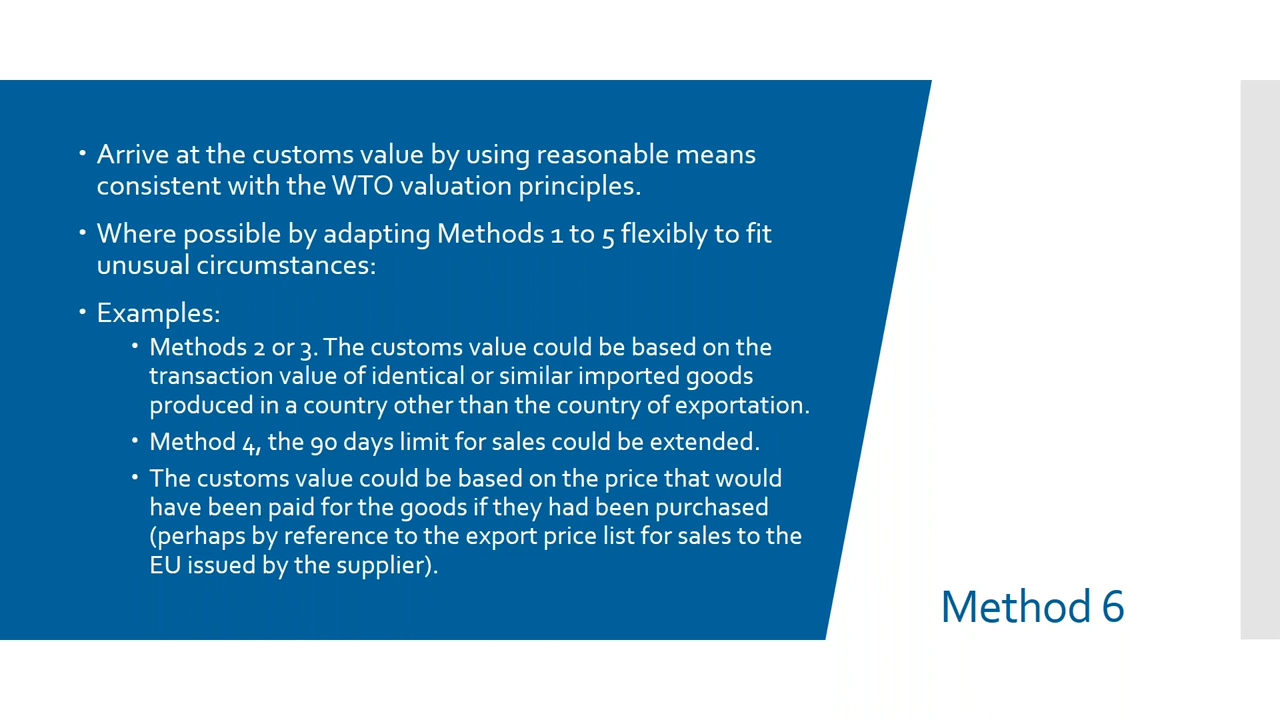 • Arrive at the customs value by using reasonable means
consistent with the WTO valuation principles.
• Where possible by adapting Methods 1 to 5 flexibly to fit
unusual circumstances:
• Examples:
• Methods 2 or 3. The customs value could be based on the
transaction value of identical or similar imported goods
produced in a country other than the country of exportation.
• Method 4, the 90 days limit for sales could be extended.
• The customs value could be based on the price that would
have been paid for the goods if they had been purchased
(perhaps by reference to the export price list for sales to the
EU issued by the supplier).
Method 6